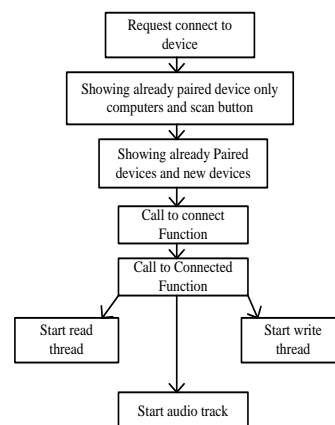 Request connect to
device
Showing already paired device only
computers and scan button
Showing already Paired
devices and new devices
Call to connect
Function
Call to Connected
Function
Start read
thread
Start write
thread
Start audio track